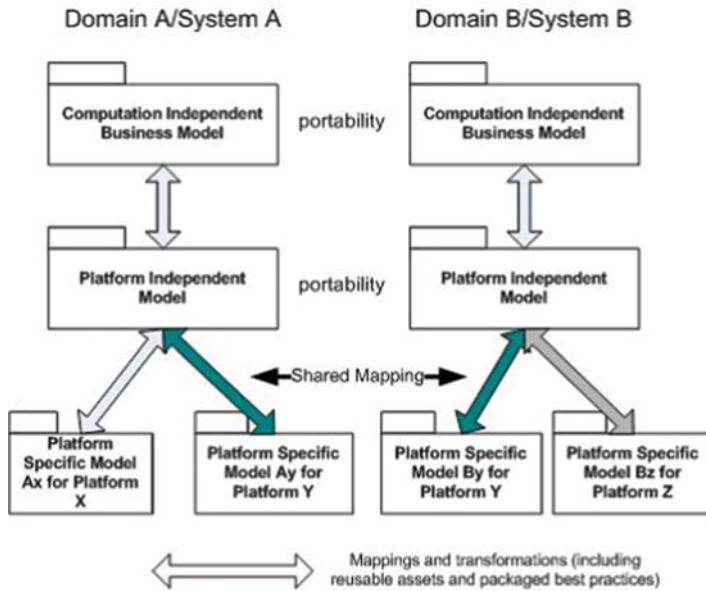 Domain A/System A
Domain B/System B
Computation Independent
Business Model
portability
Computation Independent
Business Model
Platform Independent
Model
portability
Platform Independent
Model
Shared Mapping
Platform
Specific Model
Ax for Platform
X
Platform Specific
Model Ay for
Platform Y
Platform Specific
Model By for
Platform Y
Platform Specific
Model Bz for
Platform Z
Mappings and transformations (including
reusable assets and packaged best practices)